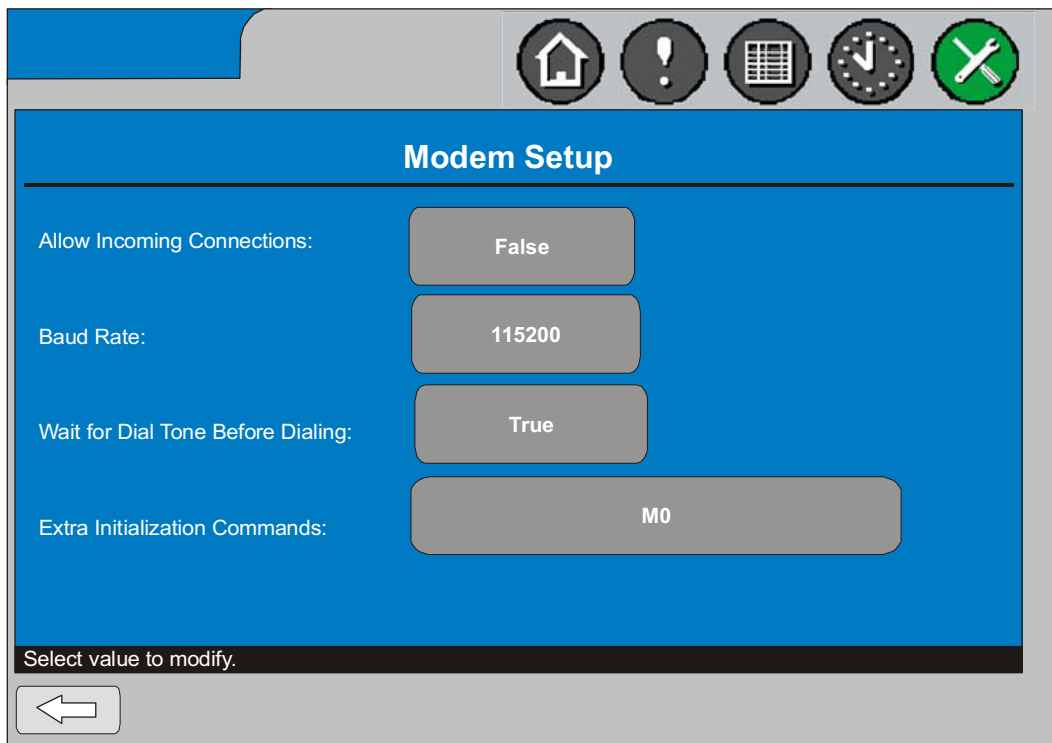 Modem Setup
Allow Incoming Connections: False
Baud Rate: 115200
Wait for Dial Tone Before Dialing: True
Extra Initialization Commands: M0
Select value to modify.